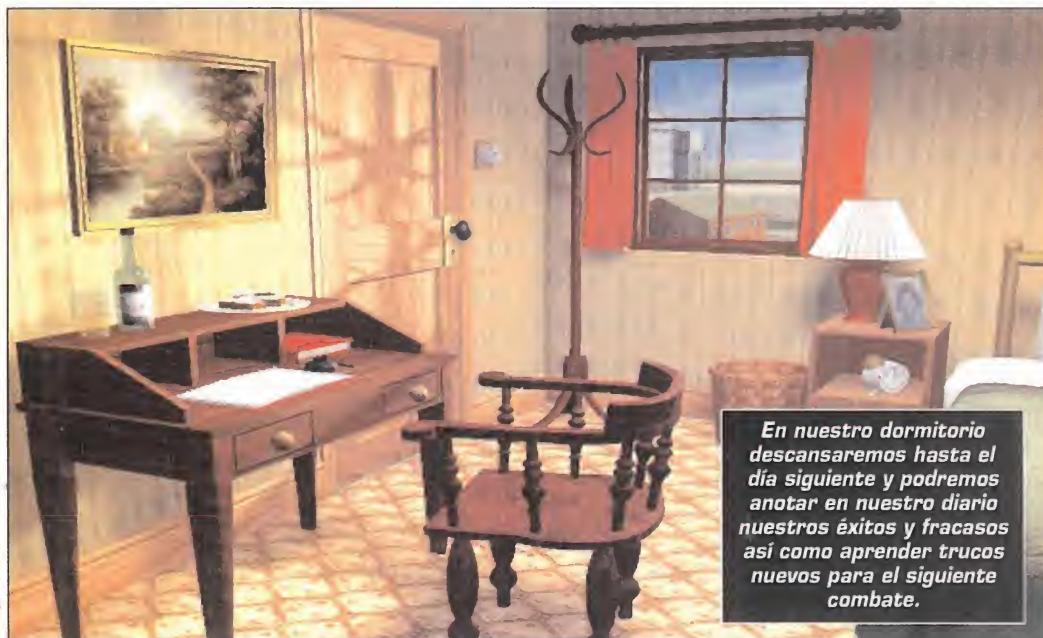 En nuestro dormitorio
descansaremos hasta el
día siguiente y podremos
anotar en nuestro diario
nuestros éxitos y fracasos
así como aprender trucos
nuevos para el siguiente
combate.